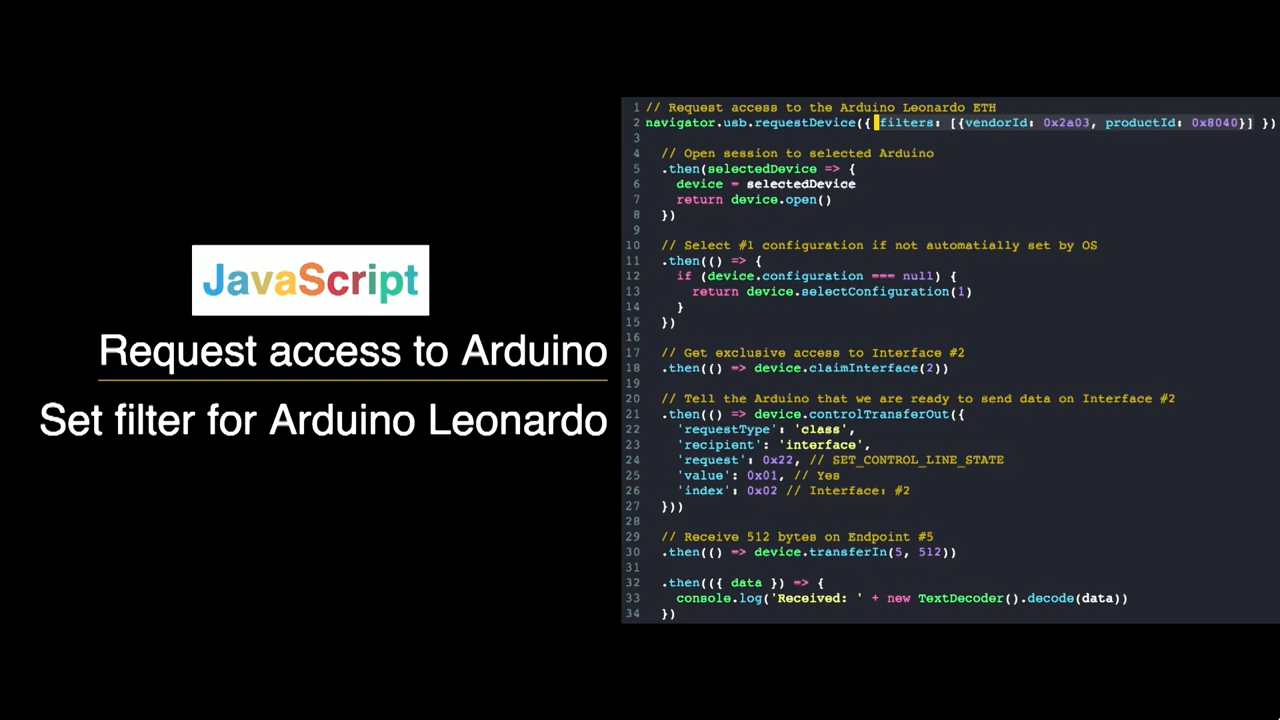 JavaScript
Request access to Arduino
Set filter for Arduino Leonardo
1 // Request access to the Arduino Leonardo ETH
2 navigator.usb.requestDevice({ filters: [{vendorId: 0x2a03, productId: 0x8040}] })
3
4 // Open session to selected Arduino
5 .then(selectedDevice => {
6 device = selectedDevice
7 return device.open()
8 })
9
10 // Select #1 configuration if not automatially set by OS
11 .then(() => {
12 if (device.configuration === null) {
13 return device.selectConfiguration(1)
14 }
15 })
16
17 // Get exclusive access to Interface #2
18 .then(() => device.claimInterface(2))
19
20 // Tell the Arduino that we are ready to send data on Interface #2
21 .then(() => device.controlTransferOut({
22 'requestType': 'class',
23 'recipient': 'interface',
24 'request': 0x22, // SET_CONTROL_LINE_STATE
25 'value': 0x01, // Yes
26 'index': 0x02 // Interface: #2
27 }))
28
29 // Receive 512 bytes on Endpoint #5
30 .then(() => device.transferIn(5, 512))
31
32 .then(({ data }) => {
33 console.log('Received: ' + new TextDecoder().decode(data))
34 })